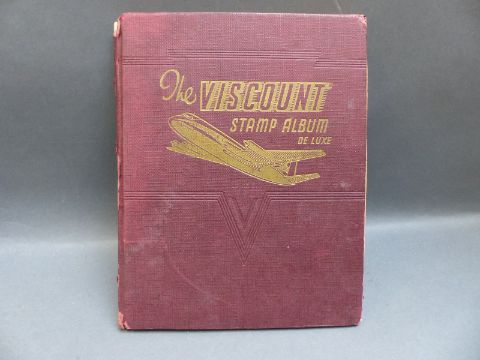 The VISCOUNT
STAMP ALBUM
DE LUXE